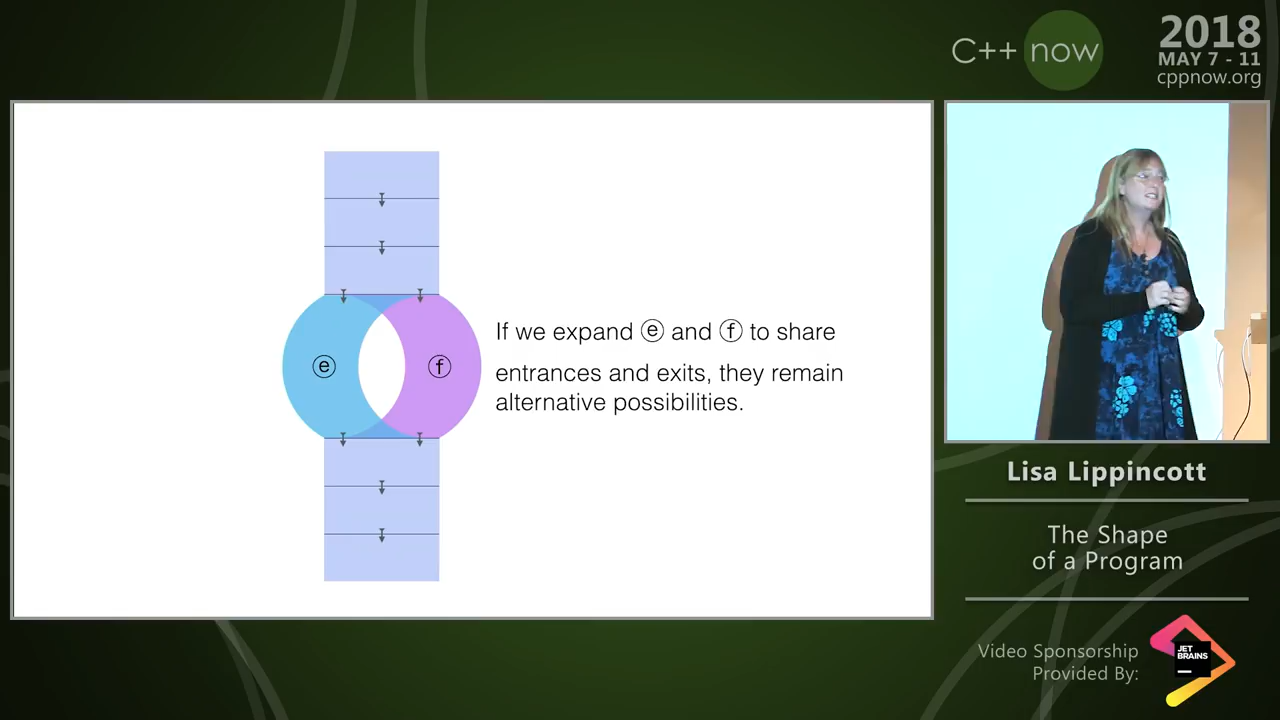 C++ now
2018
MAY 7 - 11
cppnow.org
ⓔ
ⓕ
If we expand ⓔ and ⓕ to share
entrances and exits, they remain
alternative possibilities.
Lisa Lippincott
The Shape
of a Program
Video Sponsorship
Provided By:
JET
BRAINS